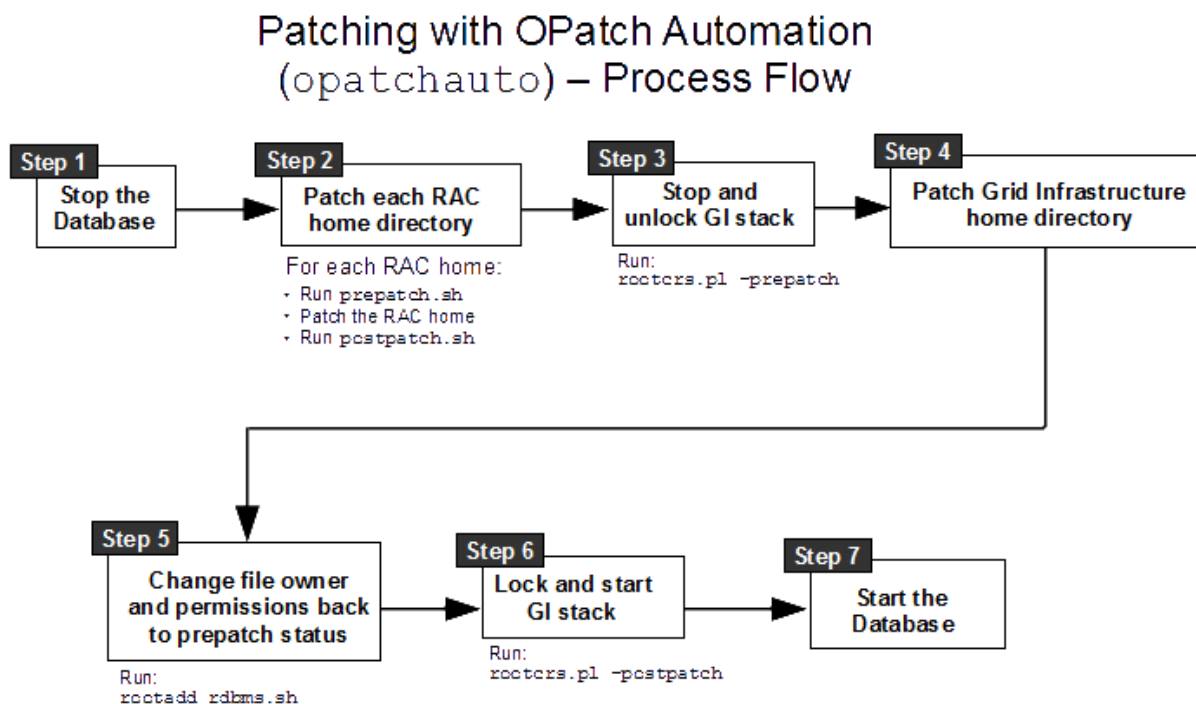 Patching with OPatch Automation
(opatchauto) – Process Flow
Step 1
Stop the
Database
Step 2
Patch each RAC
home directory
For each RAC home:
· Run prepatch.sh
· Patch the RAC home
· Run postpatch.sh
Step 3
Stop and
unlock GI stack
Run:
rootcrs.pl -prepatch
Step 4
Patch Grid Infrastructure
home directory
Step 5
Change file owner
and permissions back
to prepatch status
Run:
rootadd_rdbms.sh
Step 6
Lock and start
GI stack
Run:
rootcrs.pl -postpatch
Step 7
Start the
Database